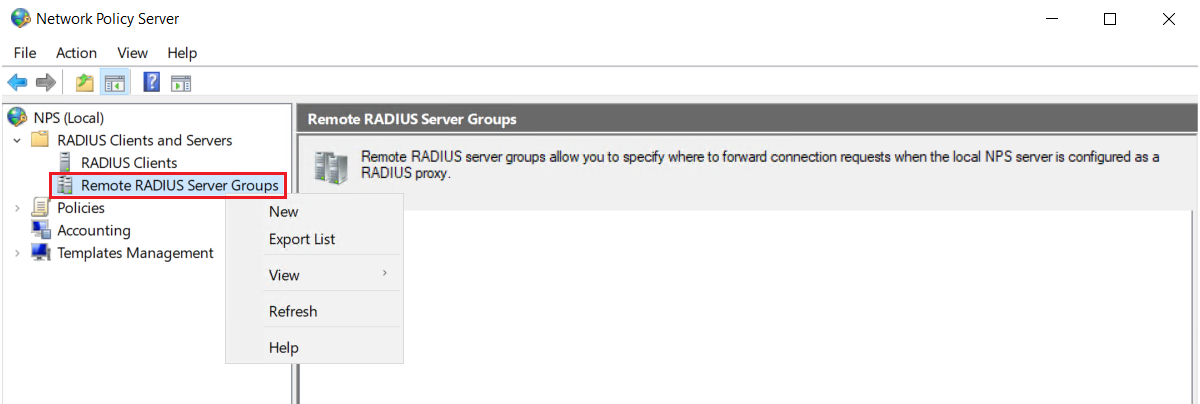 Network Policy Server
File Action View Help
NPS (Local)
RADIUS Clients and Servers
RADIUS Clients
Remote RADIUS Server Groups
Policies
Accounting
Templates Management
New
Export List
View
Refresh
Help
Remote RADIUS Server Groups
Remote RADIUS server groups allow you to specify where to forward connection requests when the local NPS server is configured as a
RADIUS proxy.